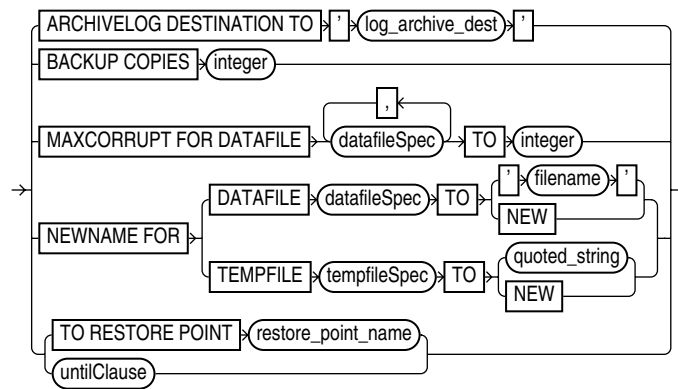 ARCHIVELOG DESTINATION TO ' log_archive_dest '
BACKUP COPIES integer
,
MAXCORRUPT FOR DATAFILE datafileSpec TO integer
' filename '
DATAFILE datafileSpec TO
NEW
NEWNAME FOR
quoted_string
TEMPFILE tempfileSpec TO
NEW
TO RESTORE POINT restore_point_name
untilClause